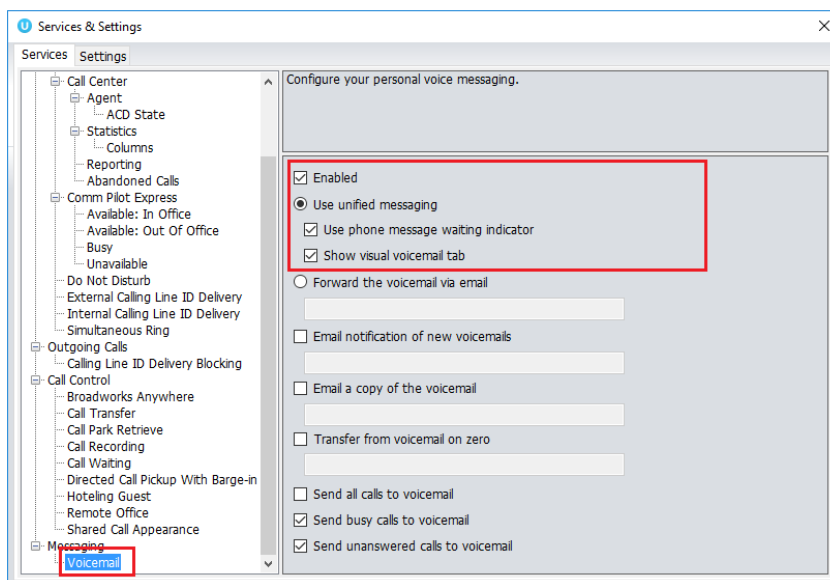 Services & Settings
Services Settings
Call Center
Agent
ACD State
Statistics
Columns
Reporting
Abandoned Calls
Comm Pilot Express
Available: In Office
Available: Out Of Office
Busy
Unavailable
Do Not Disturb
External Calling Line ID Delivery
Internal Calling Line ID Delivery
Simultaneous Ring
Outgoing Calls
Calling Line ID Delivery Blocking
Call Control
Broadworks Anywhere
Call Transfer
Call Park Retrieve
Call Recording
Call Waiting
Directed Call Pickup With Barge-in
Hoteling Guest
Remote Office
Shared Call Appearance
Messaging
Voicemail
Configure your personal voice messaging.
Enabled
Use unified messaging
Use phone message waiting indicator
Show visual voicemail tab
Forward the voicemail via email
Email notification of new voicemails
Email a copy of the voicemail
Transfer from voicemail on zero
Send all calls to voicemail
Send busy calls to voicemail
Send unanswered calls to voicemail